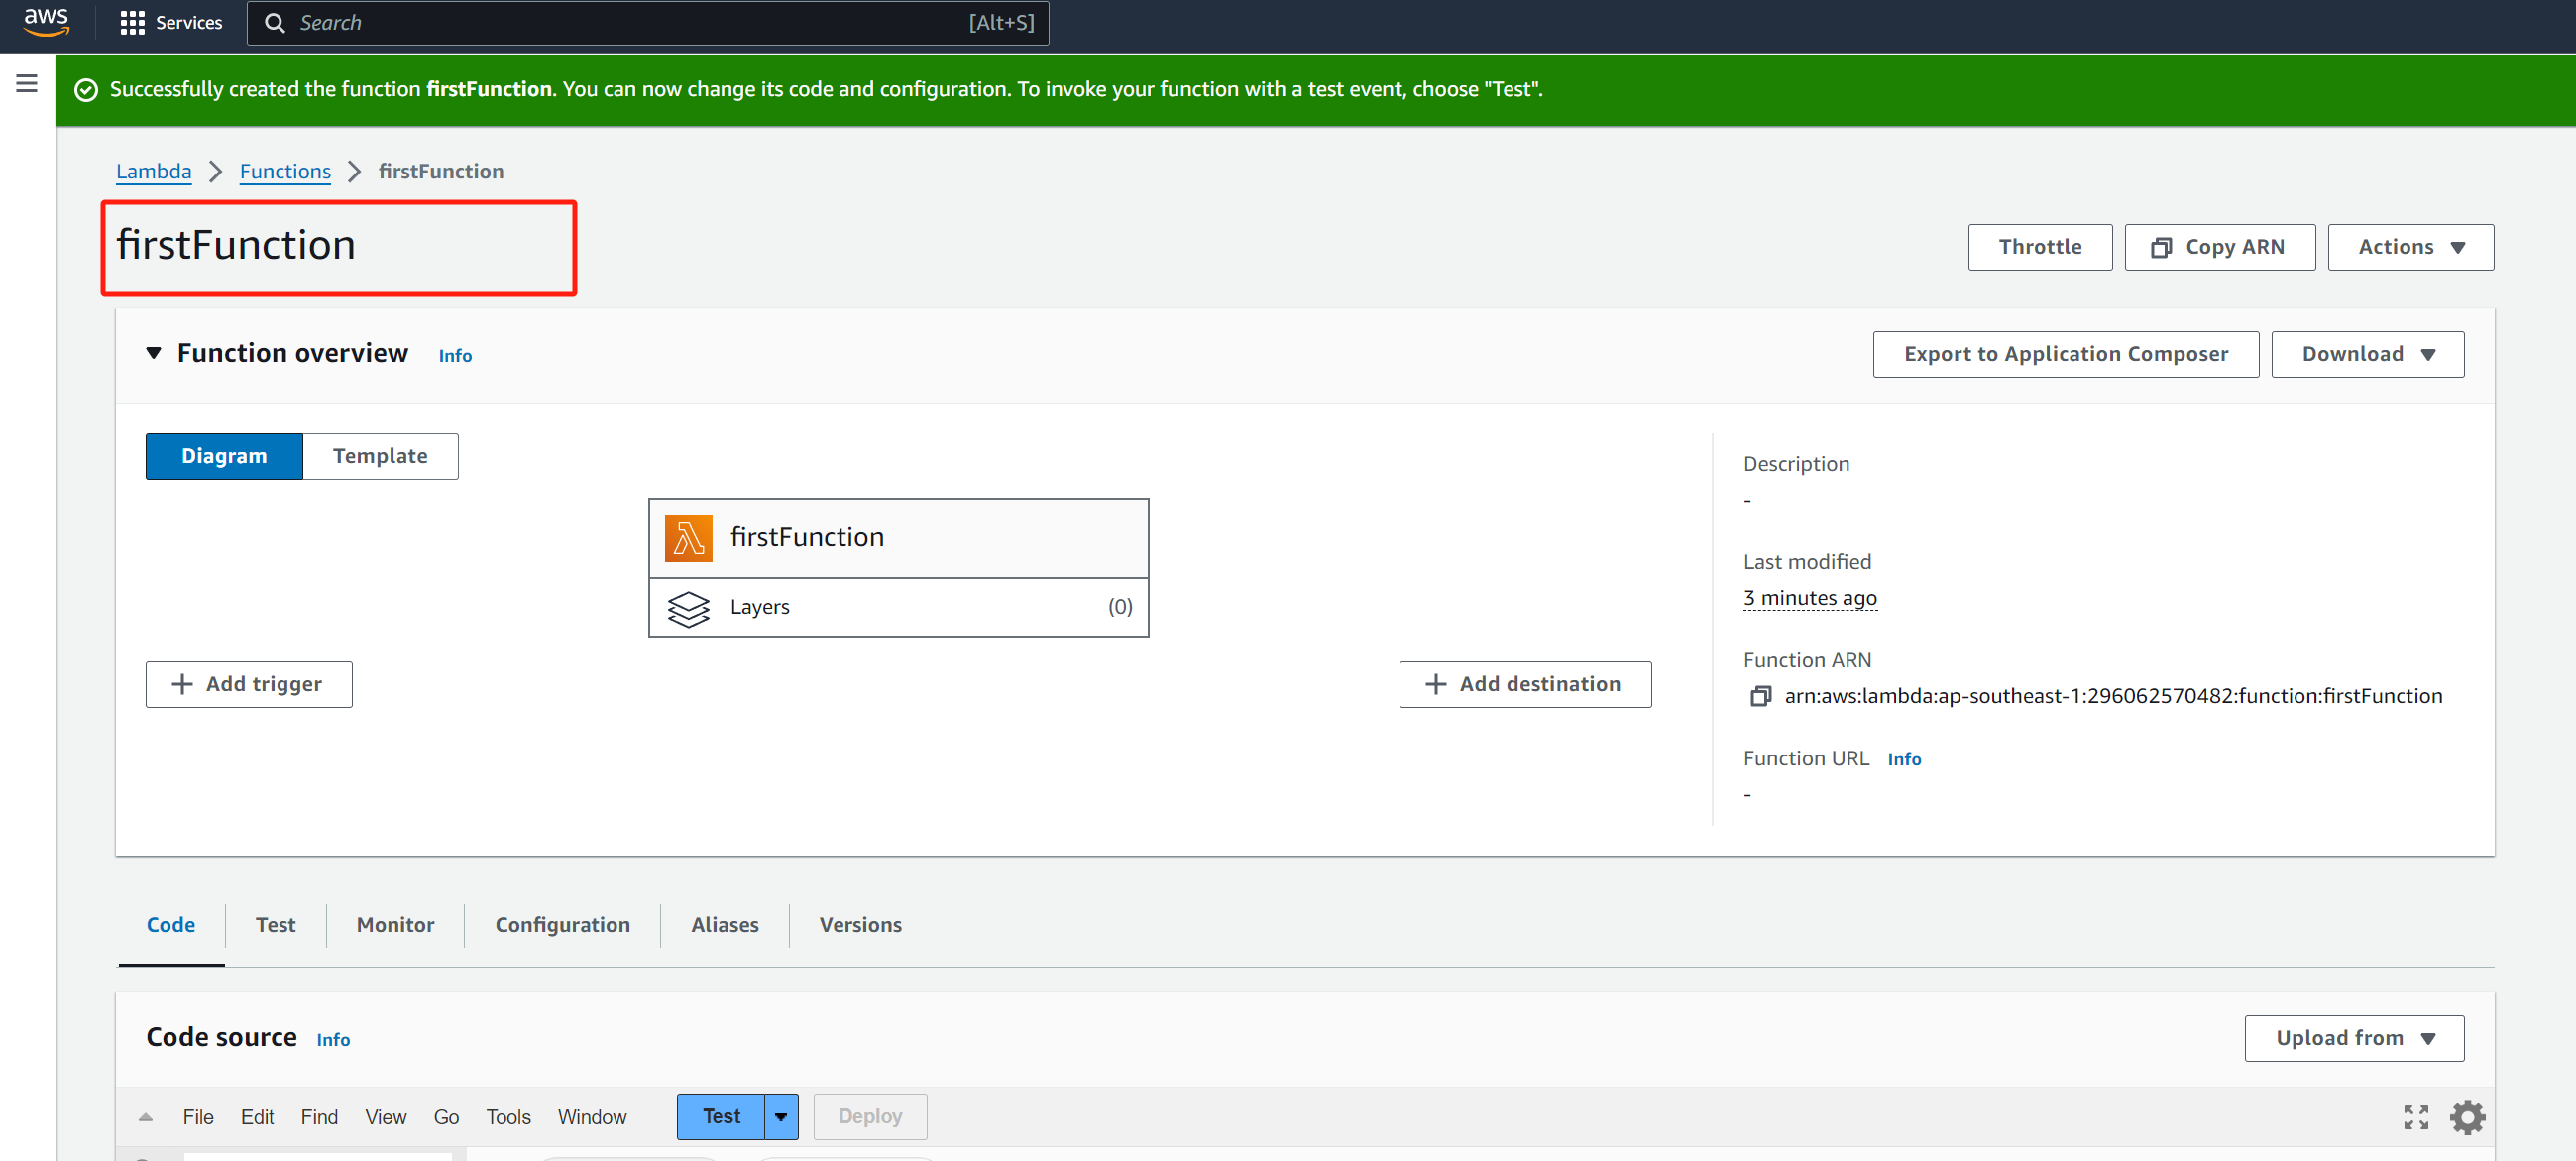 aws Services Search [Alt+S]
Successfully created the function firstFunction. You can now change its code and configuration. To invoke your function with a test event, choose "Test".
Lambda Functions firstFunction
firstFunction
Throttle Copy ARN Actions
Function overview Info
Export to Application Composer Download
Diagram Template
firstFunction
Layers (0)
Add trigger
Add destination
Description
-
Last modified
3 minutes ago
Function ARN
arn:aws:lambda:ap-southeast-1:296062570482:function:firstFunction
Function URL Info
-
Code Test Monitor Configuration Aliases Versions
Code source Info
Upload from
File Edit Find View Go Tools Window Test Deploy